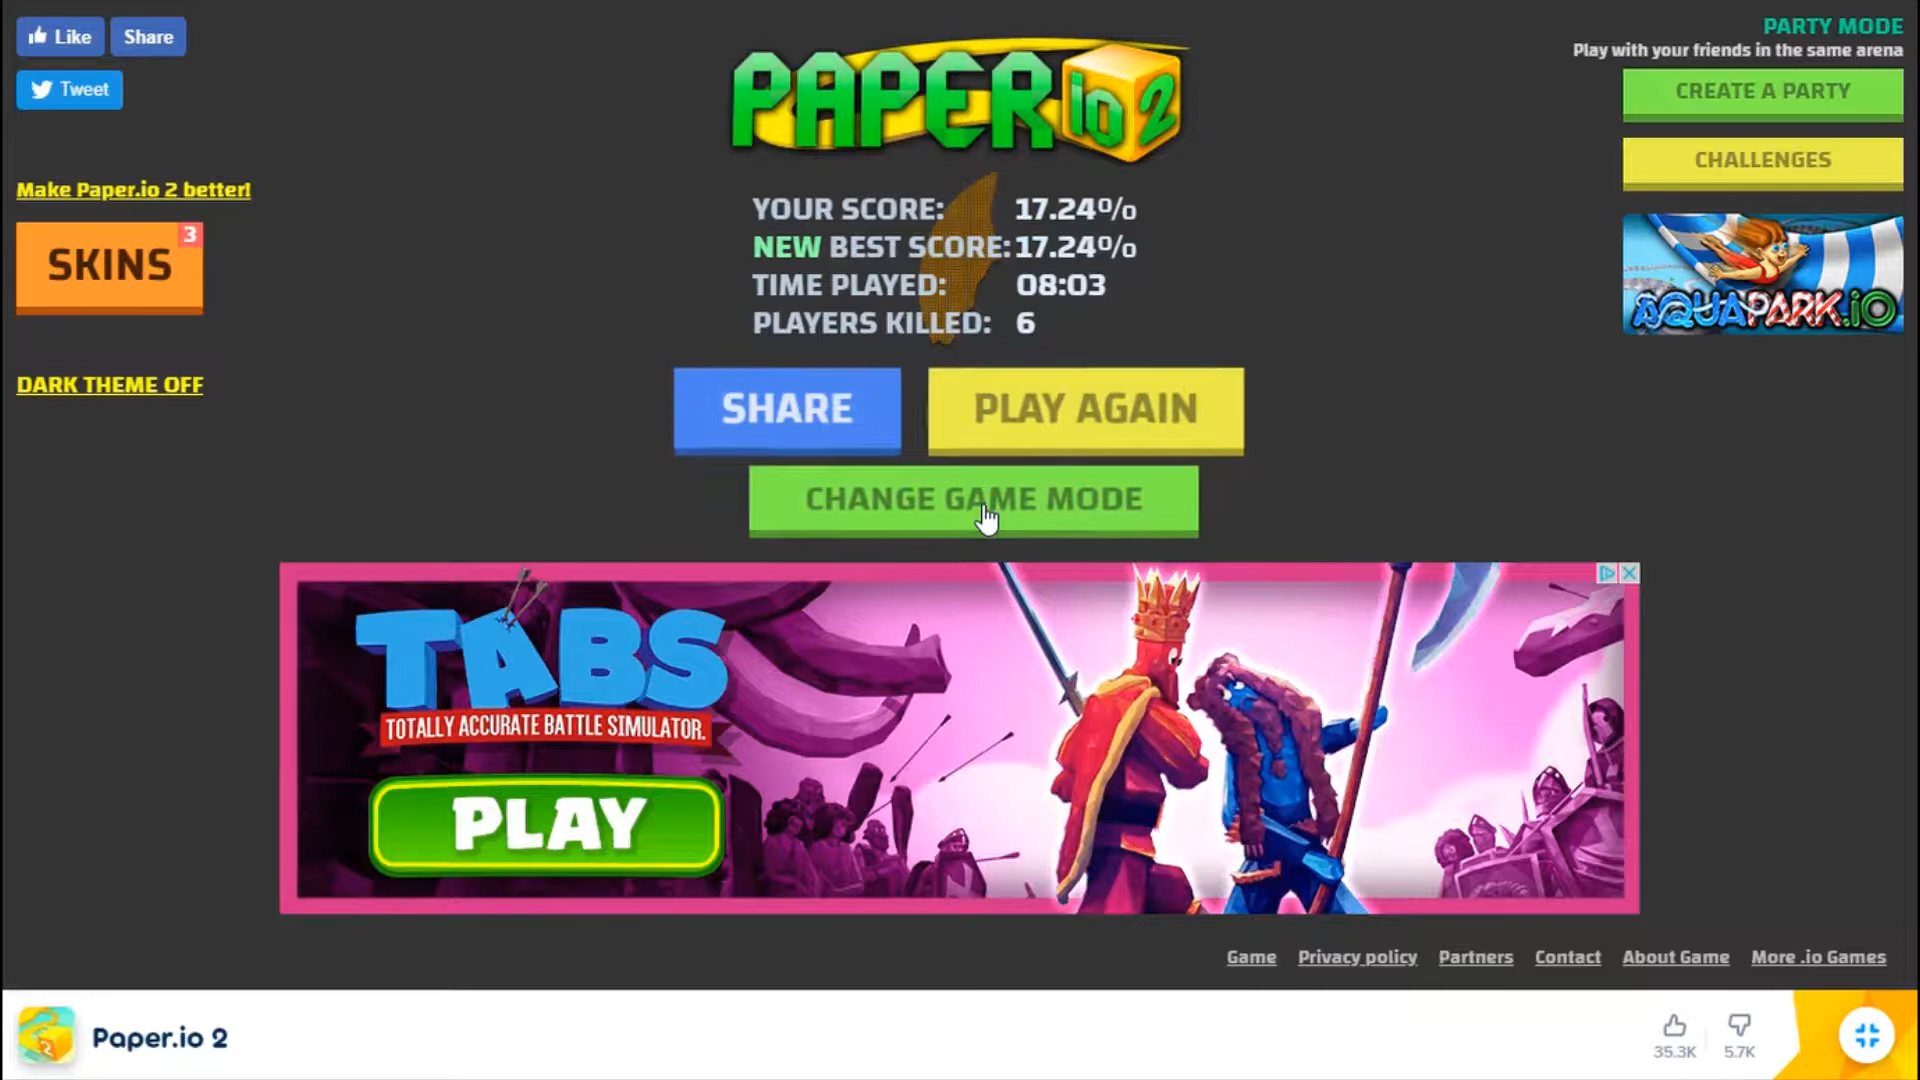 Like
Share
Tweet
Make Paper.io 2 better!
SKINS
3
DARK THEME OFF
PAPER io 2
YOUR SCORE: 17.24%
NEW BEST SCORE: 17.24%
TIME PLAYED: 08:03
PLAYERS KILLED: 6
SHARE
PLAY AGAIN
CHANGE GAME MODE
PARTY MODE
Play with your friends in the same arena
CREATE A PARTY
CHALLENGES
AQUAPARK.iO
TABS
TOTALLY ACCURATE BATTLE SIMULATOR.
PLAY
Game Privacy policy Partners Contact About Game More .io Games
2
Paper.io 2
35.3K
5.7K